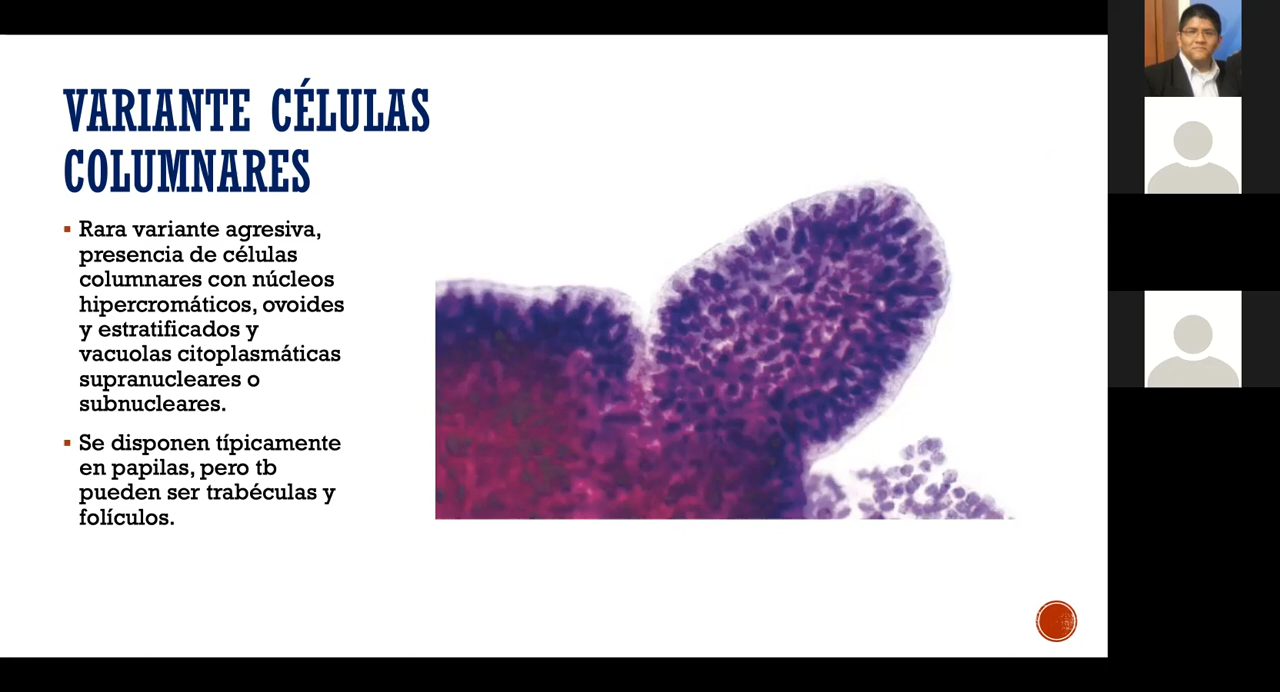 VARIANTE CÉLULAS
COLUMNARES
Rara variante agresiva,
presencia de células
columnares con núcleos
hipercromáticos, ovoides
y estratificados y
vacuolas citoplasmáticas
supranucleares o
subnucleares.
Se disponen típicamente
en papilas, pero tb
pueden ser trabéculas y
folículos.